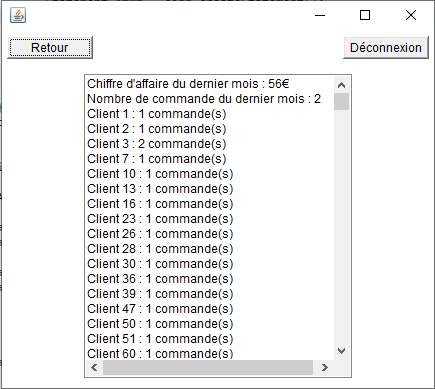 Retour
Déconnexion
Chiffre d'affaire du dernier mois : 56€
Nombre de commande du dernier mois : 2
Client 1 : 1 commande(s)
Client 2 : 1 commande(s)
Client 3 : 2 commande(s)
Client 7 : 1 commande(s)
Client 10 : 1 commande(s)
Client 13 : 1 commande(s)
Client 16 : 1 commande(s)
Client 23 : 1 commande(s)
Client 26 : 1 commande(s)
Client 28 : 1 commande(s)
Client 30 : 1 commande(s)
Client 36 : 1 commande(s)
Client 39 : 1 commande(s)
Client 47 : 1 commande(s)
Client 50 : 1 commande(s)
Client 51 : 1 commande(s)
Client 60 : 1 commande(s)